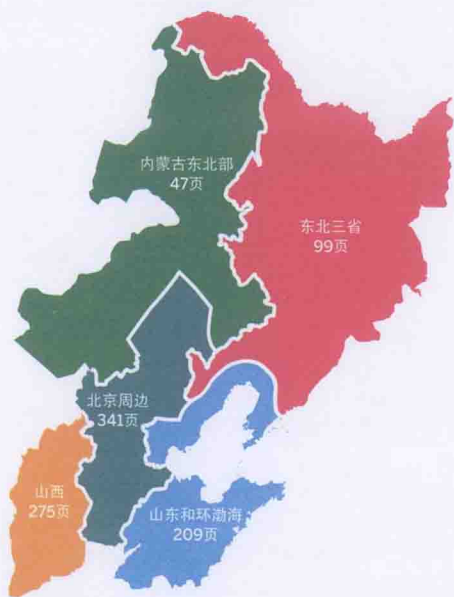 内蒙古东北部
47页
东北三省
99页
北京周边
341页
山西
275页
山东和环渤海
209页